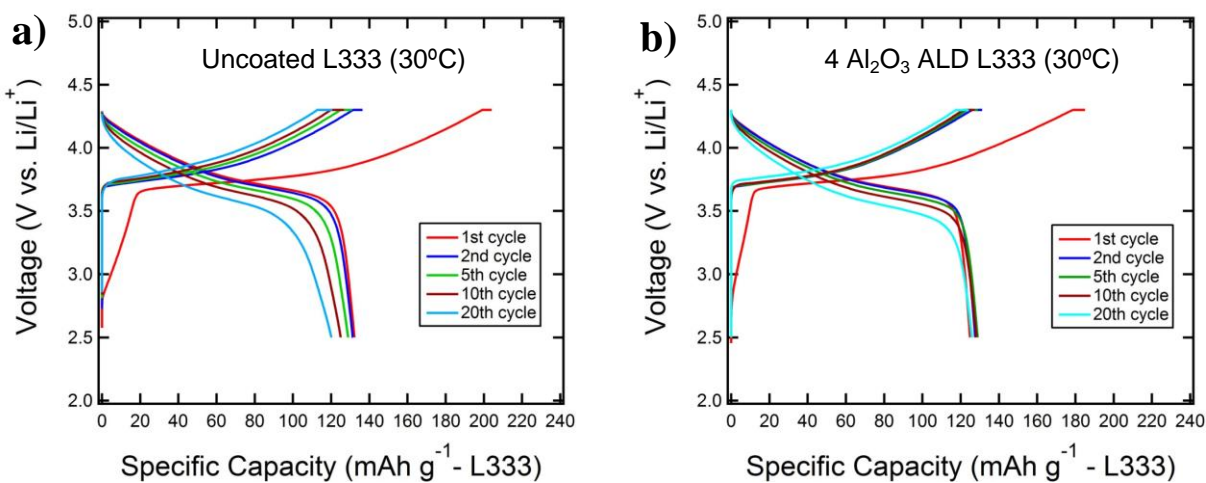 a)
Uncoated L333 (30ºC)
5.0
4.5
4.0
3.5
3.0
2.5
2.0
Voltage (V vs. Li/Li⁺)
1st cycle
2nd cycle
5th cycle
10th cycle
20th cycle
0 20 40 60 80 100 120 140 160 180 200 220 240
Specific Capacity (mAh g⁻¹ - L333)
b)
4 Al₂O₃ ALD L333 (30ºC)
5.0
4.5
4.0
3.5
3.0
2.5
2.0
Voltage (V vs. Li/Li⁺)
1st cycle
2nd cycle
5th cycle
10th cycle
20th cycle
0 20 40 60 80 100 120 140 160 180 200 220 240
Specific Capacity (mAh g⁻¹ - L333)